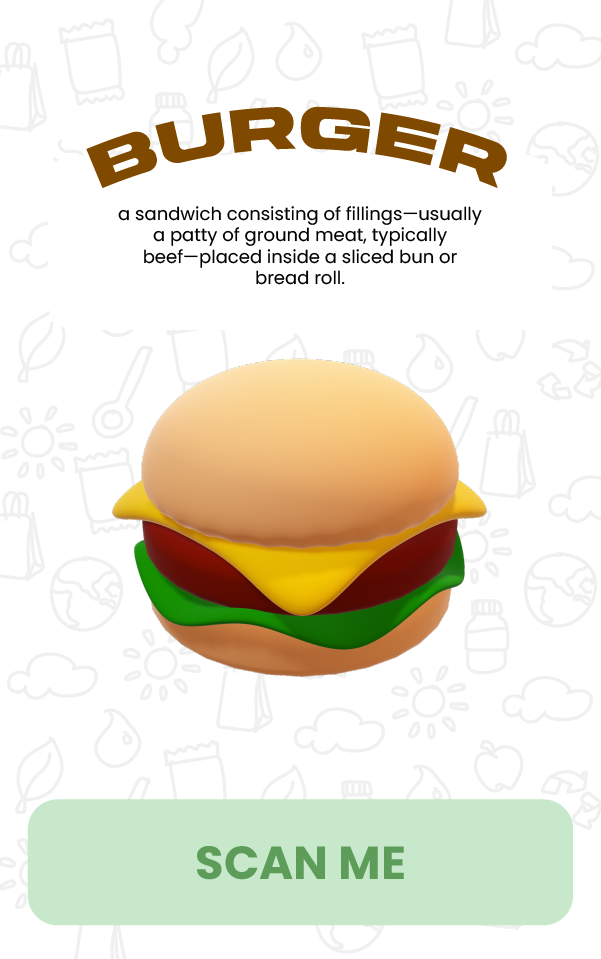 BURGER
a sandwich consisting of fillings—usually
a patty of ground meat, typically
beef—placed inside a sliced bun or
bread roll.
SCAN ME